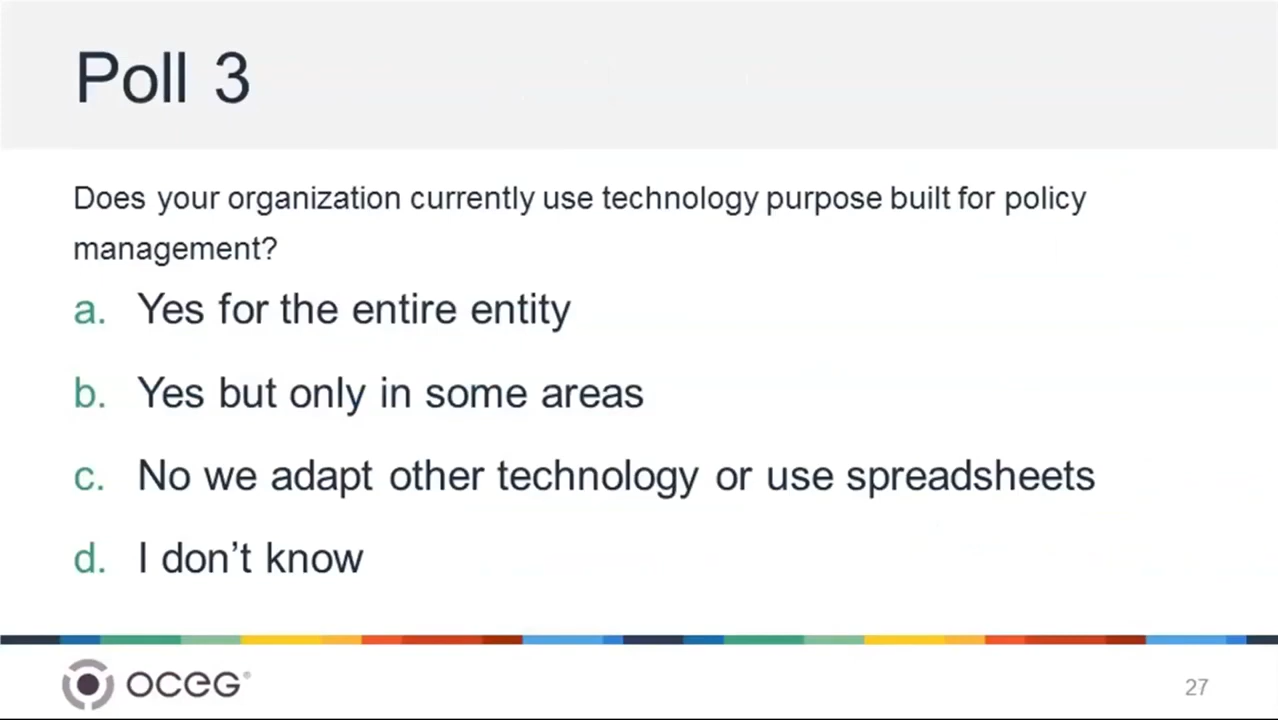 Poll 3
Does your organization currently use technology purpose built for policy
management?
a. Yes for the entire entity
b. Yes but only in some areas
c. No we adapt other technology or use spreadsheets
d. I don’t know
OCEG®
27